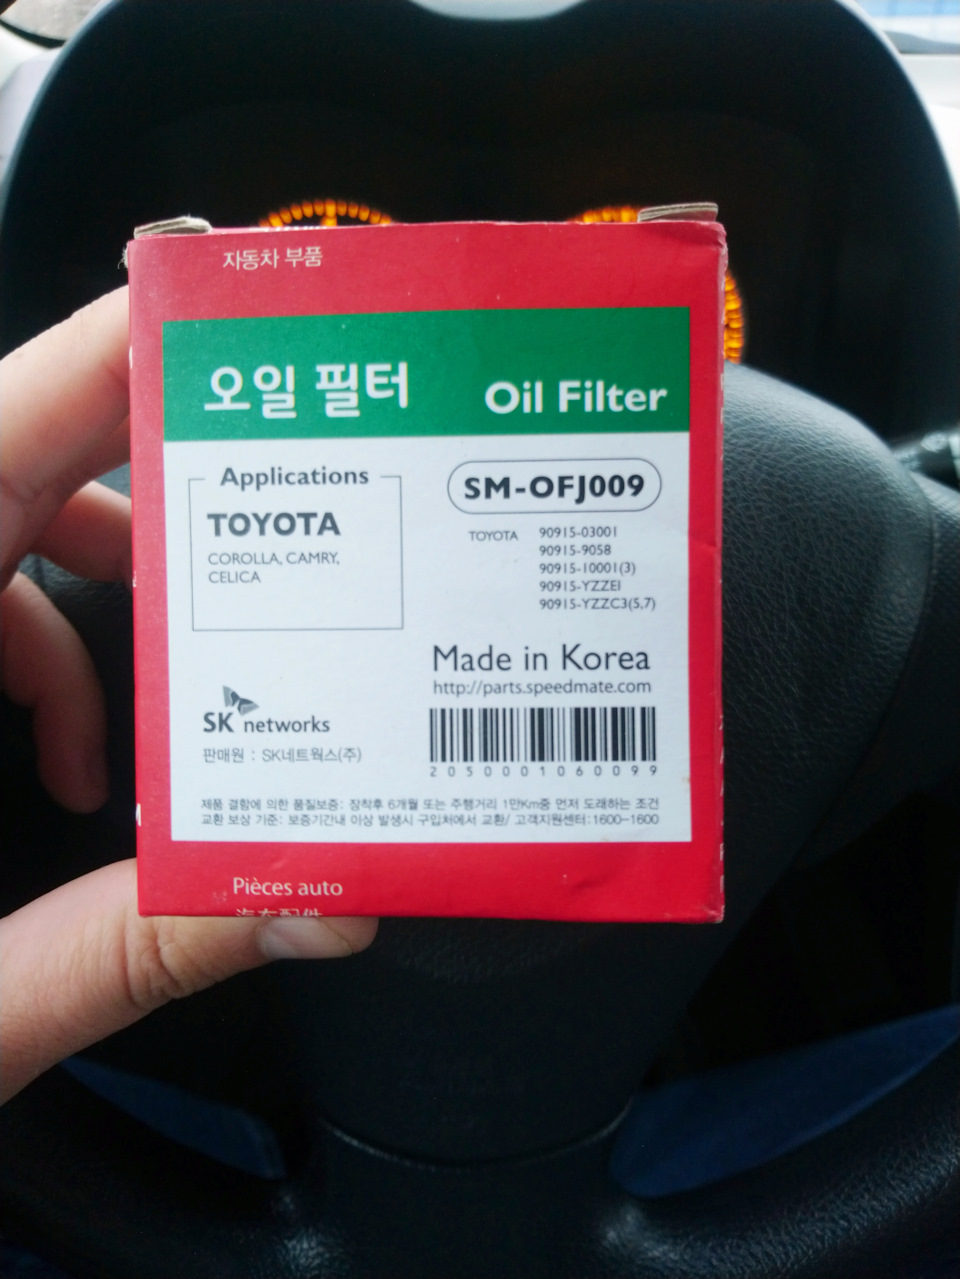 자동차 부품
오일 필터
Oil Filter
Applications
TOYOTA
COROLLA, CAMRY,
CELICA
SM-OFJ009
TOYOTA 90915-03001
90915-9058
90915-10001(3)
90915-YZZEI
90915-YZZC3(5,7)
Made in Korea
http://parts.speedmate.com
2050001060099
SK networks
판매원 : SK네트웍스(주)
제품 결함에 의한 품질보증: 장착후 6개월 또는 주행거리 1만Km중 먼저 도래하는 조건
교환 보상 기준: 보증기간내 이상 발생시 구입처에서 교환/ 고객지원센터:1600-1600
Pièces auto
汽车配件